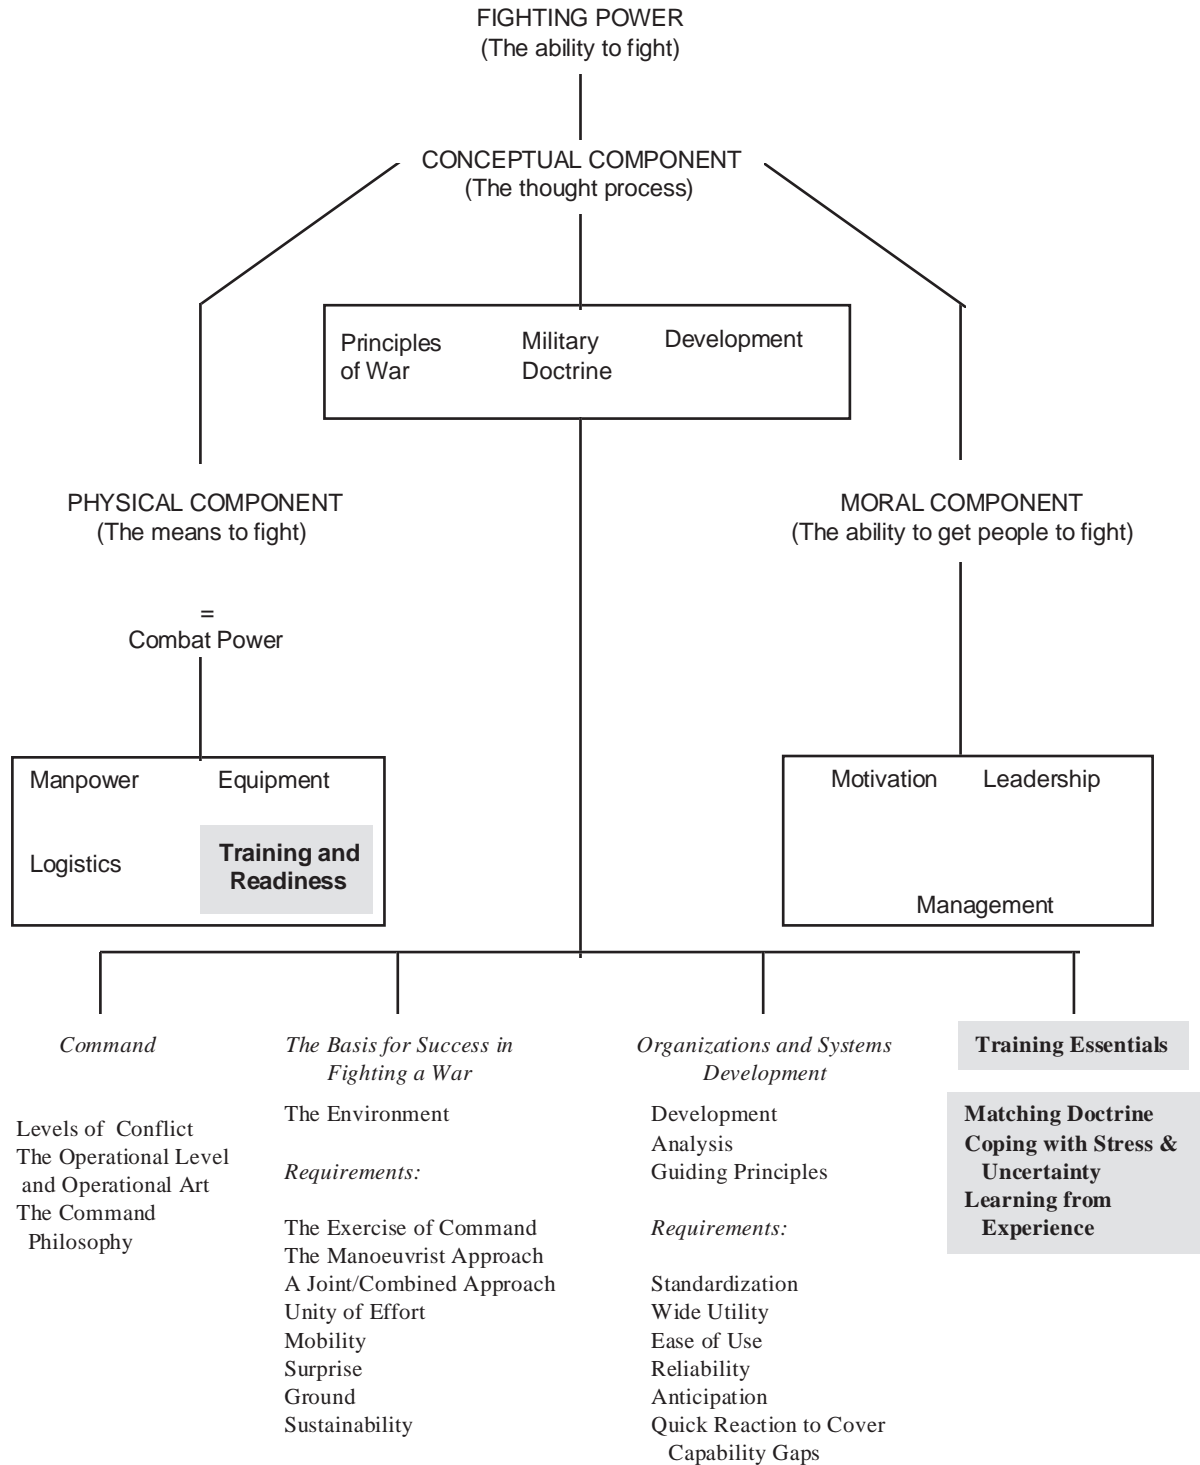 FIGHTING POWER
(The ability to fight)
CONCEPTUAL COMPONENT
(The thought process)
Principles
of War
Military
Doctrine
Development
PHYSICAL COMPONENT
(The means to fight)
=
Combat Power
MORAL COMPONENT
(The ability to get people to fight)
Manpower
Equipment
Logistics
Training and
Readiness
Motivation
Leadership
Management
Command
Levels of Conflict
The Operational Level
and Operational Art
The Command
Philosophy
The Basis for Success in
Fighting a War
The Environment
Requirements:
The Exercise of Command
The Manoeuvrist Approach
A Joint/Combined Approach
Unity of Effort
Mobility
Surprise
Ground
Sustainability
Organizations and Systems
Development
Development
Analysis
Guiding Principles
Requirements:
Standardization
Wide Utility
Ease of Use
Reliability
Anticipation
Quick Reaction to Cover
Capability Gaps
Training Essentials
Matching Doctrine
Coping with Stress &
Uncertainty
Learning from
Experience